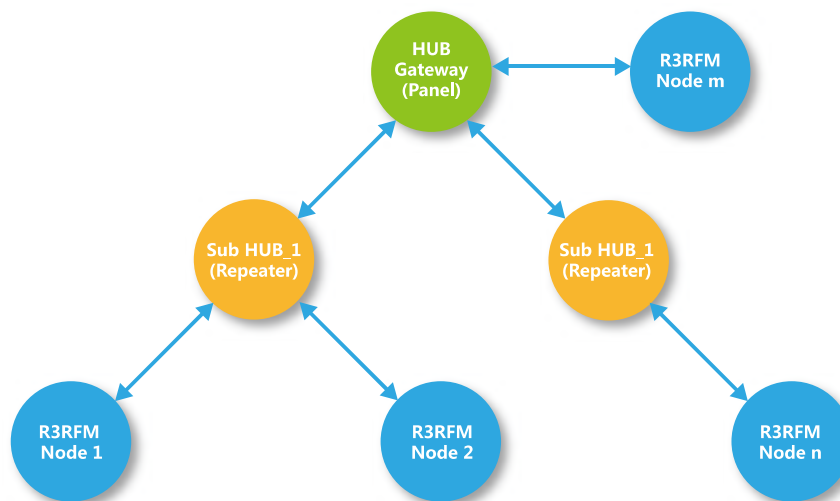 HUB
Gateway
(Panel)
R3RFM
Node m
Sub HUB_1
(Repeater)
Sub HUB_1
(Repeater)
R3RFM
Node 1
R3RFM
Node 2
R3RFM
Node n